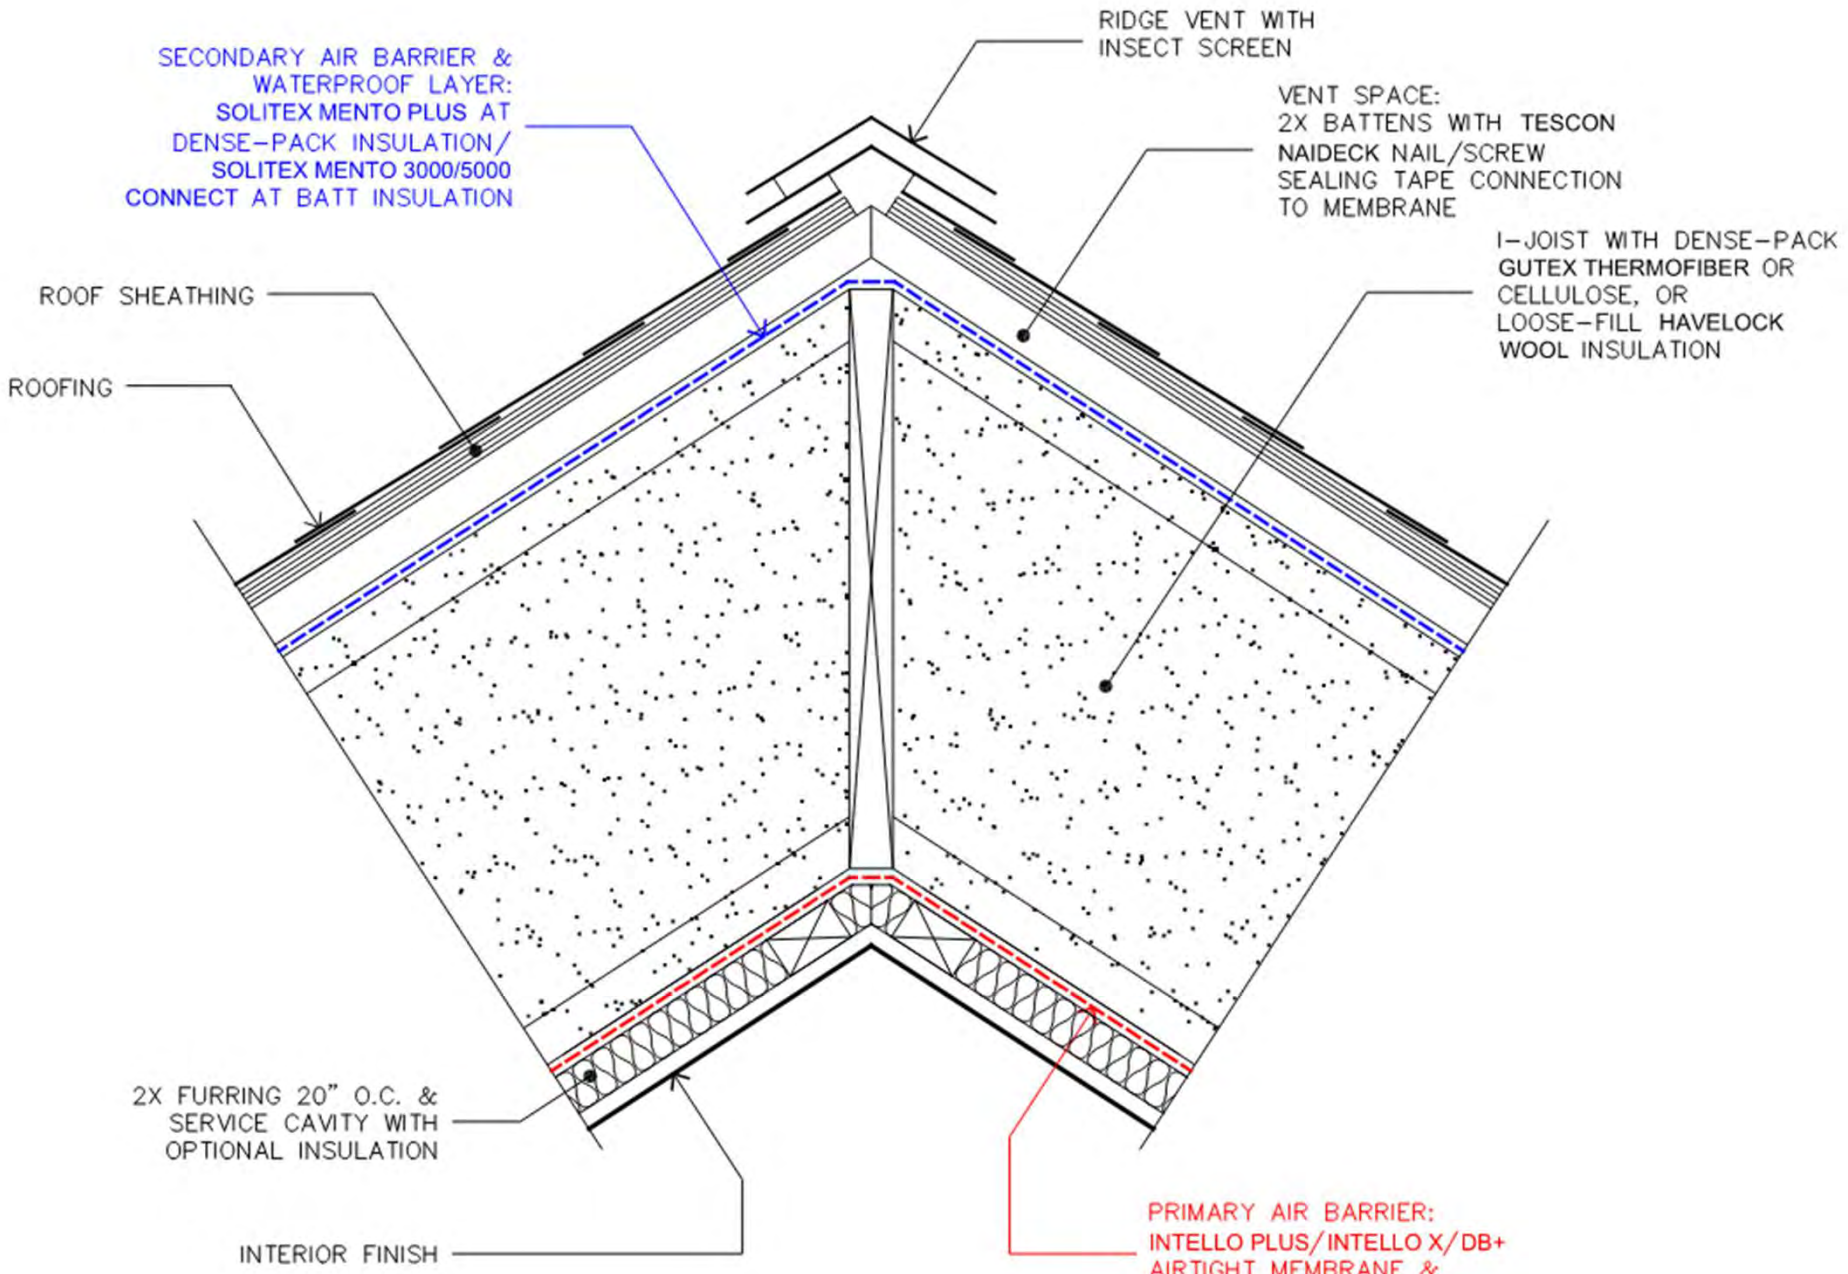 RIDGE VENT WITH
INSECT SCREEN
SECONDARY AIR BARRIER &
WATERPROOF LAYER:
SOLITEX MENTO PLUS AT
DENSE-PACK INSULATION/
SOLITEX MENTO 3000/5000
CONNECT AT BATT INSULATION
VENT SPACE:
2X BATTENS WITH TESCON
NAIDECK NAIL/SCREW
SEALING TAPE CONNECTION
TO MEMBRANE
I-JOIST WITH DENSE-PACK
GUTEX THERMOFIBER OR
CELLULOSE, OR
LOOSE-FILL HAVELOCK
WOOL INSULATION
ROOF SHEATHING
ROOFING
2X FURRING 20" O.C. &
SERVICE CAVITY WITH
OPTIONAL INSULATION
INTERIOR FINISH
PRIMARY AIR BARRIER:
INTELLO PLUS/INTELLO X/DB+
AIRTIGHT MEMBRANE &